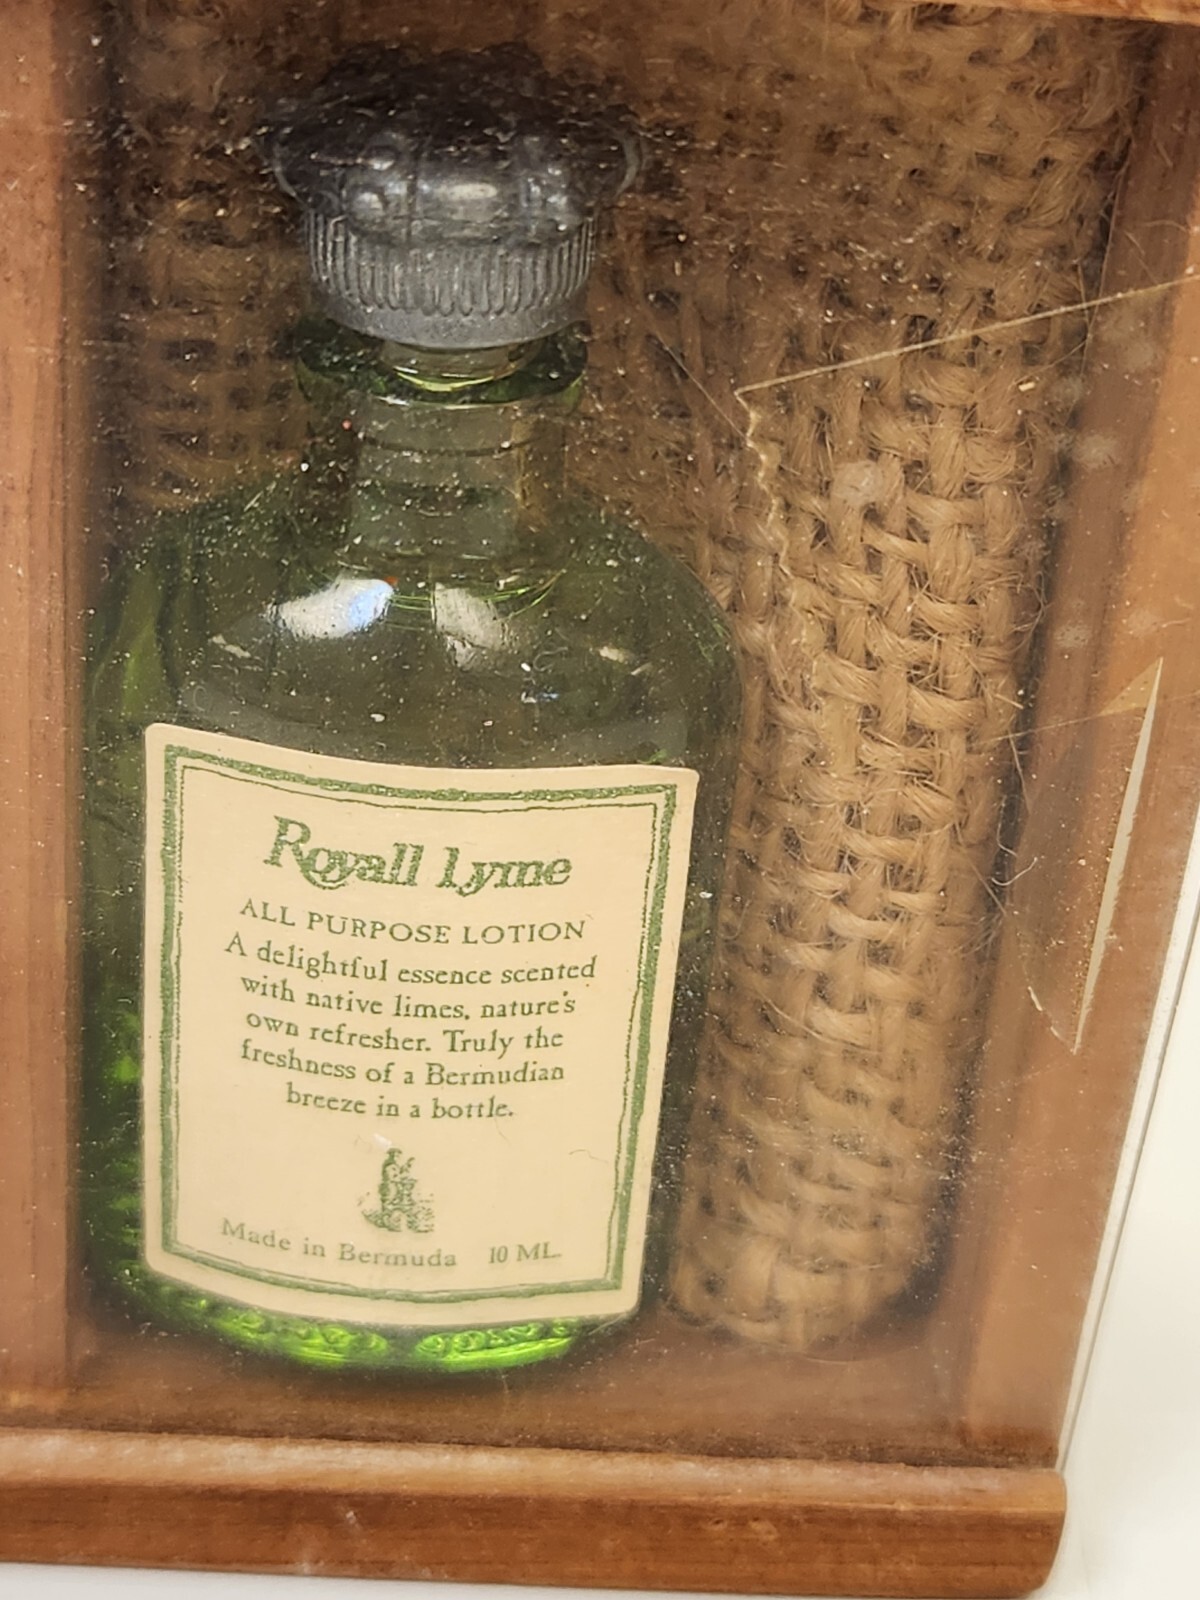 Royall Lyme
ALL PURPOSE LOTION
A delightful essence scented
with native limes, nature's
own refresher. Truly the
freshness of a Bermudian
breeze in a bottle.
Made in Bermuda 10 ML.